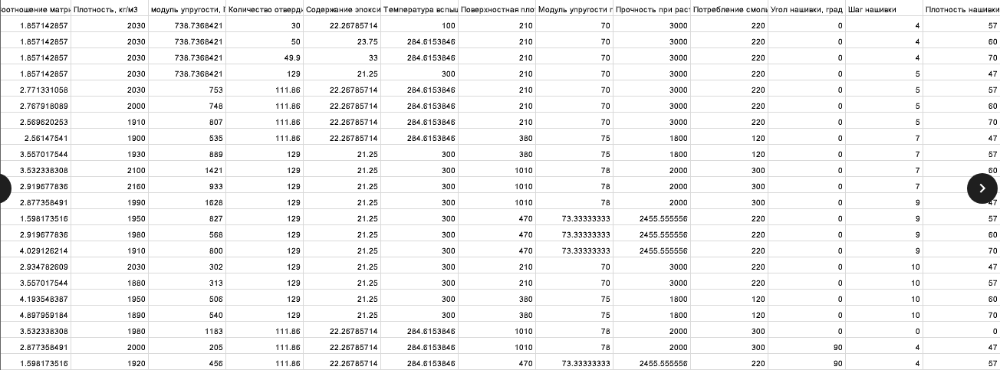 оотношение матри Плотность, кг/м3 модуль упругости, Г Количество отверди Содержание эпокси Температура вспыш Поверхностная плот Модуль упругости п Прочность при раст Потребление смоль Угол нашивки, град Шаг нашивки Плотность нашивки
1.857142857 2030 738.7368421 30 22.26785714 100 210 70 3000 220 0 4 57
1.857142857 2030 738.7368421 50 23.75 284.6153846 210 70 3000 220 0 4 60
1.857142857 2030 738.7368421 49.9 33 284.6153846 210 70 3000 220 0 4 70
1.857142857 2030 738.7368421 129 21.25 300 210 70 3000 220 0 5 47
2.771331058 2030 753 111.86 22.26785714 284.6153846 210 70 3000 220 0 5 57
2.767918089 2000 748 111.86 22.26785714 284.6153846 210 70 3000 220 0 5 60
2.569620253 1910 807 111.86 22.26785714 284.6153846 210 70 3000 220 0 5 70
2.56147541 1900 535 111.86 22.26785714 284.6153846 380 75 1800 120 0 7 47
3.557017544 1930 889 129 21.25 300 380 75 1800 120 0 7 57
3.532338308 2100 1421 129 21.25 300 1010 78 2000 300 0 7 60
2.919677836 2160 933 129 21.25 300 1010 78 2000 300 0 7
2.877358491 1990 1628 129 21.25 300 1010 78 2000 300 0 9 47
1.598173516 1950 827 129 21.25 300 470 73.33333333 2455.555556 220 0 9 57
2.919677836 1980 568 129 21.25 300 470 73.33333333 2455.555556 220 0 9 60
4.029126214 1910 800 129 21.25 300 470 73.33333333 2455.555556 220 0 9 70
2.934782609 2030 302 129 21.25 300 210 70 3000 220 0 10 47
3.557017544 1880 313 129 21.25 300 210 70 3000 220 0 10 57
4.193548387 1950 506 129 21.25 300 380 75 1800 120 0 10 60
4.897959184 1890 540 129 21.25 300 380 75 1800 120 0 10 70
3.532338308 1980 1183 111.86 22.26785714 284.6153846 1010 78 2000 300 0 0 0
2.877358491 2000 205 111.86 22.26785714 284.6153846 1010 78 2000 300 90 4 47
1.598173516 1920 456 111.86 22.26785714 284.6153846 470 73.33333333 2455.555556 220 90 4 57